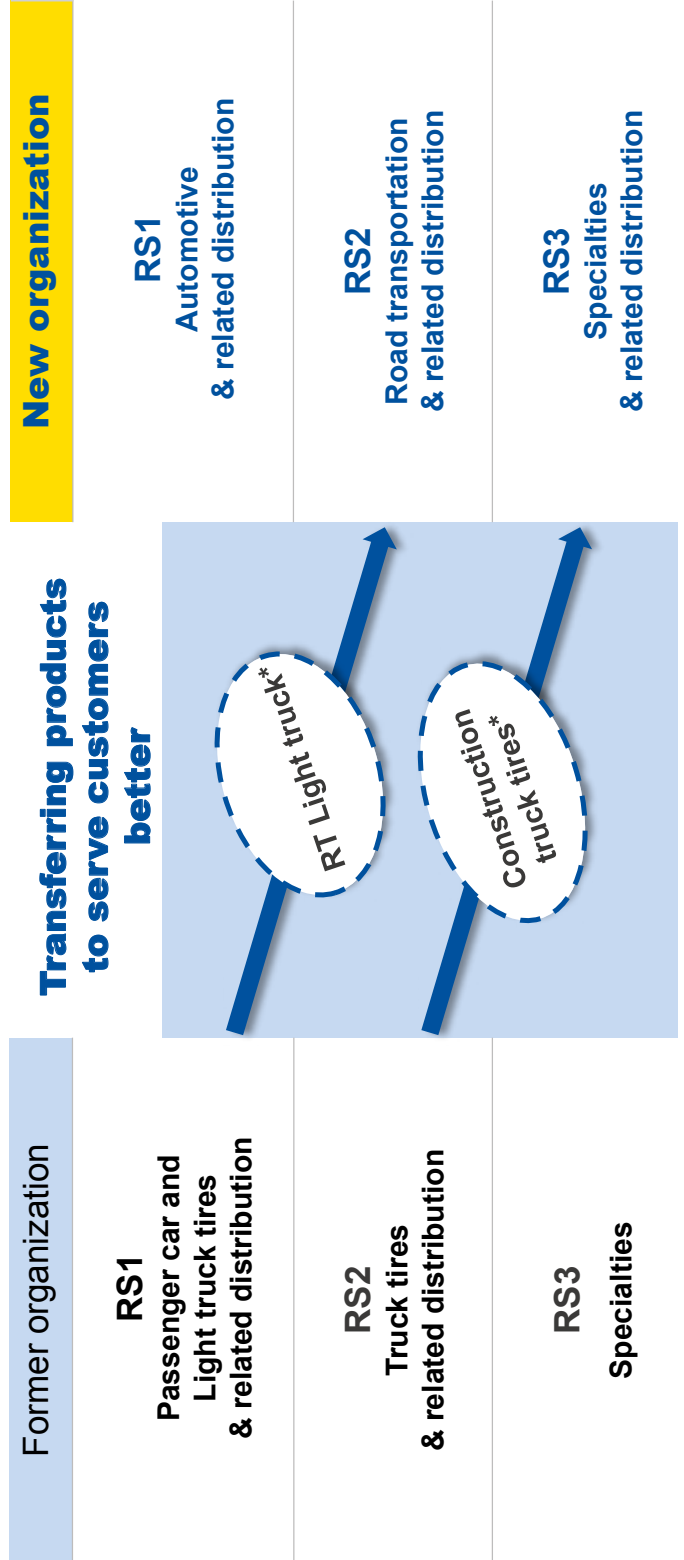 Former organization
Transferring products
to serve customers
better
New organization
RS1
Passenger car and
Light truck tires
& related distribution
RT Light truck*
RS1
Automotive
& related distribution
RS2
Truck tires
& related distribution
Construction
truck tires*
RS2
Road transportation
& related distribution
RS3
Specialties
RS3
Specialties
& related distribution